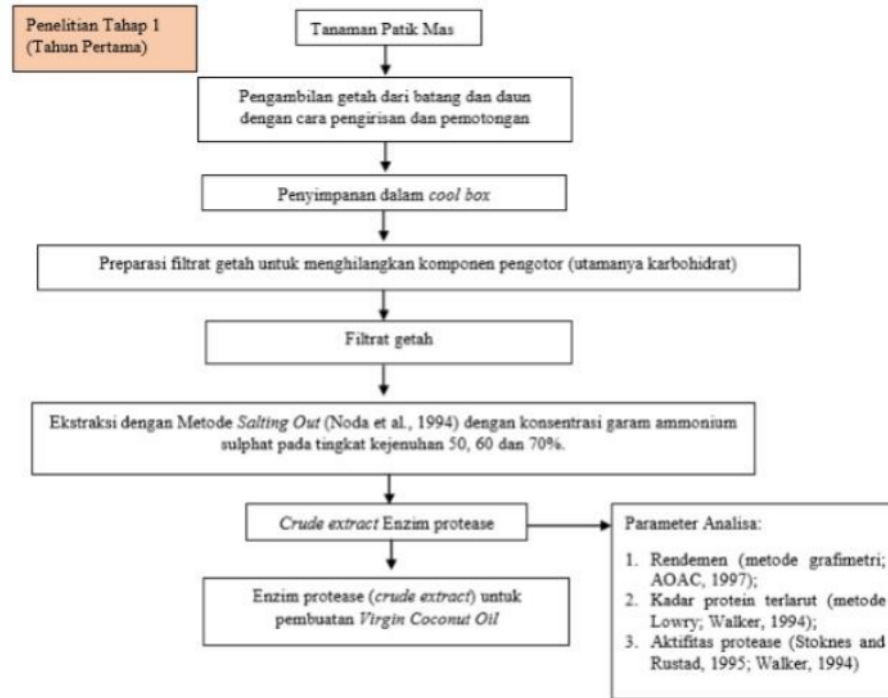 Penelitian Tahap 1
(Tahun Pertama)
Tanaman Patik Mas
Pengambilan getah dari batang dan daun
dengan cara pengirisan dan pemotongan
Penyimpanan dalam cool box
Preparasi filtrat getah untuk menghilangkan komponen pengotor (utamanya karbohidrat)
Filtrat getah
Ekstraksi dengan Metode Salting Out (Noda et al., 1994) dengan konsentrasi garam ammonium
sulphat pada tingkat kejenuhan 50, 60 dan 70%.
Crude extract Enzim protease
Enzim protease (crude extract) untuk
pembuatan Virgin Coconut Oil
Parameter Analisa:
1. Rendemen (metode grafimetri;
AOAC, 1997);
2. Kadar protein terlarut (metode
Lowry; Walker, 1994);
3. Aktifitas protease (Stoknes and
Rustad, 1995; Walker, 1994)